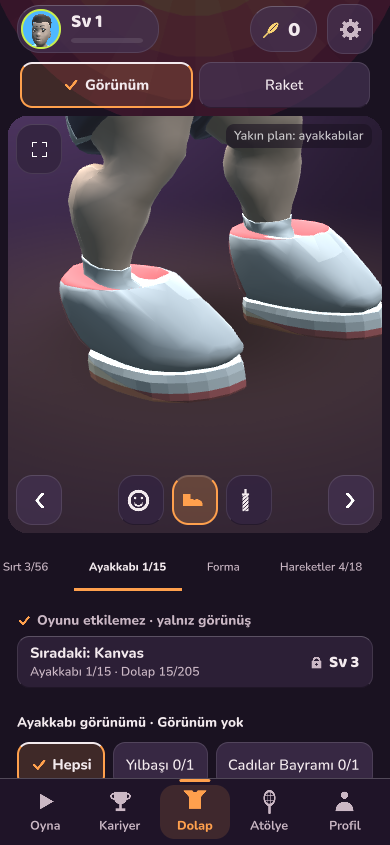 Sv 1
0
Görünüm
Raket
Yakın plan: ayakkabılar
Sırt 3/56
Ayakkabı 1/15
Forma
Hareketler 4/18
Oyunu etkilemez · yalnız görünüş
Sıradaki: Kanvas
Ayakkabı 1/15 · Dolap 15/205
Sv 3
Ayakkabı görünümü · Görünüm yok
Hepsi
Yılbaşı 0/1
Cadılar Bayramı 0/1
Oyna
Kariyer
Dolap
Atölye
Profil